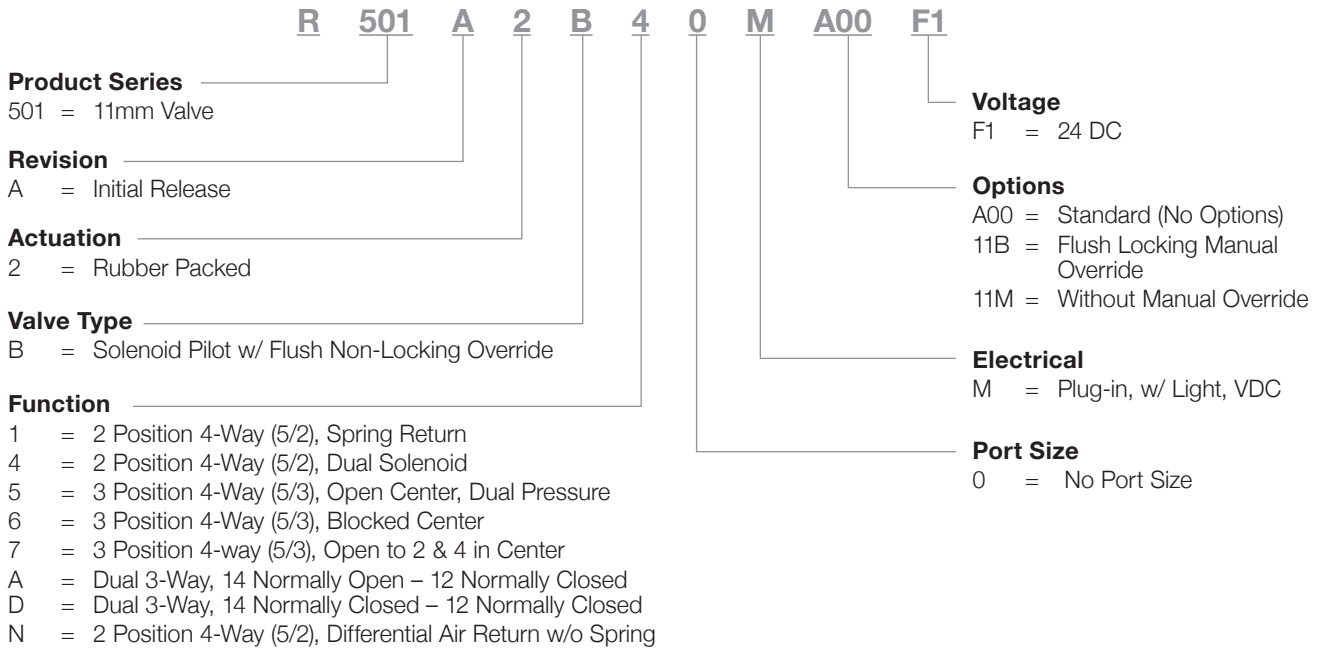 R 501 A 2 B 4 0 M A00 F1
Product Series
501 = 11mm Valve
Revision
A = Initial Release
Actuation
2 = Rubber Packed
Valve Type
B = Solenoid Pilot w/ Flush Non-Locking Override
Function
1 = 2 Position 4-Way (5/2), Spring Return
4 = 2 Position 4-Way (5/2), Dual Solenoid
5 = 3 Position 4-Way (5/3), Open Center, Dual Pressure
6 = 3 Position 4-Way (5/3), Blocked Center
7 = 3 Position 4-way (5/3), Open to 2 & 4 in Center
A = Dual 3-Way, 14 Normally Open – 12 Normally Closed
D = Dual 3-Way, 14 Normally Closed – 12 Normally Closed
N = 2 Position 4-Way (5/2), Differential Air Return w/o Spring
Voltage
F1 = 24 DC
Options
A00 = Standard (No Options)
11B = Flush Locking Manual
Override
11M = Without Manual Override
Electrical
M = Plug-in, w/ Light, VDC
Port Size
0 = No Port Size